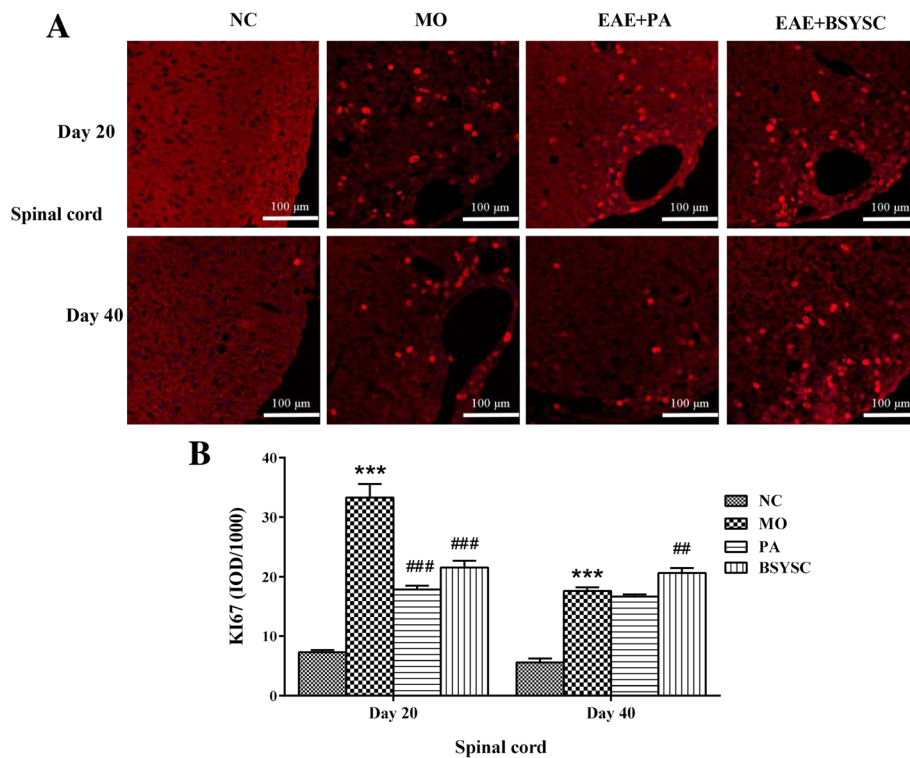 A
NC
MO
EAE+PA
EAE+BSYSC
Day 20
100 μm
100 μm
100 μm
100 μm
Spinal cord
Day 40
100 μm
100 μm
100 μm
100 μm
B
KI67 (IOD/1000)
40
30
20
10
0
***
###
###
***
##
NC
MO
PA
BSYSC
Day 20
Day 40
Spinal cord